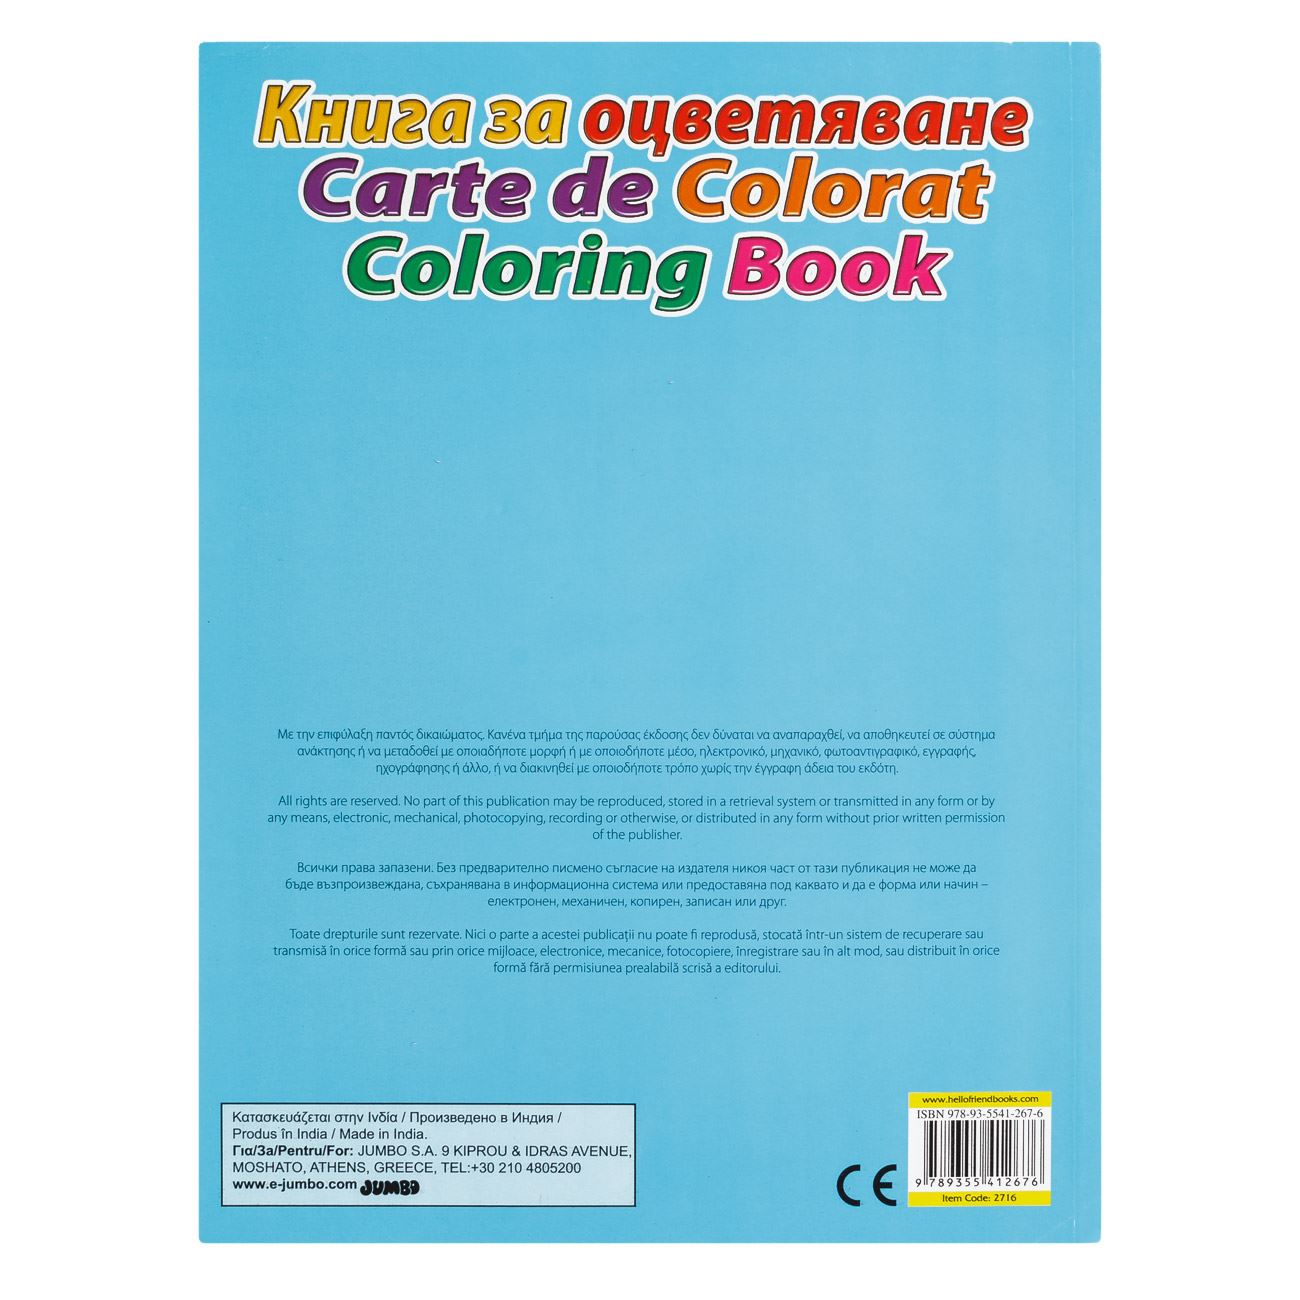 Книга за оцветяване
Carte de Colorat
Coloring Book
Με την επιφύλαξη παντός δικαιώματος. Κανένα τμήμα της παρούσας έκδοσης δεν δύναται να αναπαραχθεί, να αποθηκευτεί σε σύστημα
ανάκτησης ή να μεταδοθεί με οποιαδήποτε μορφή ή με οποιοδήποτε μέσο, ηλεκτρονικό, μηχανικό, φωτοαντιγραφικό, εγγραφής,
ηχογράφησης ή άλλο, ή να διακινηθεί με οποιοδήποτε τρόπο χωρίς την έγγραφη άδεια του εκδότη.
All rights are reserved. No part of this publication may be reproduced, stored in a retrieval system or transmitted in any form or by
any means, electronic, mechanical, photocopying, recording or otherwise, or distributed in any form without prior written permission
of the publisher.
Всички права запазени. Без предварително писмено съгласие на издателя никоя част от тази публикация не може да
бъде възпроизвеждана, съхранявана в информационна система или предоставяна под каквато и да е форма или начин –
електронен, механичен, копирен, записан или друг.
Toate drepturile sunt rezervate. Nici o parte a acestei publicații nu poate fi reprodusă, stocată într-un sistem de recuperare sau
transmisă în orice formă sau prin orice mijloace, electronice, mecanice, fotocopiere, înregistrare sau în alt mod, sau distribuit în orice
formă fără permisiunea prealabilă scrisă a editorului.
Κατασκευάζεται στην Ινδία / Произведено в Индия /
Produs în India / Made in India.
Για/За/Pentru/For: JUMBO S.A. 9 KIPROU & IDRAS AVENUE,
MOSHATO, ATHENS, GREECE, TEL:+30 210 4805200
www.e-jumbo.com JUMBO
CE
www.hellofriendbooks.com
ISBN 978-93-5541-267-6
9 789355 412676
Item Code: 2716